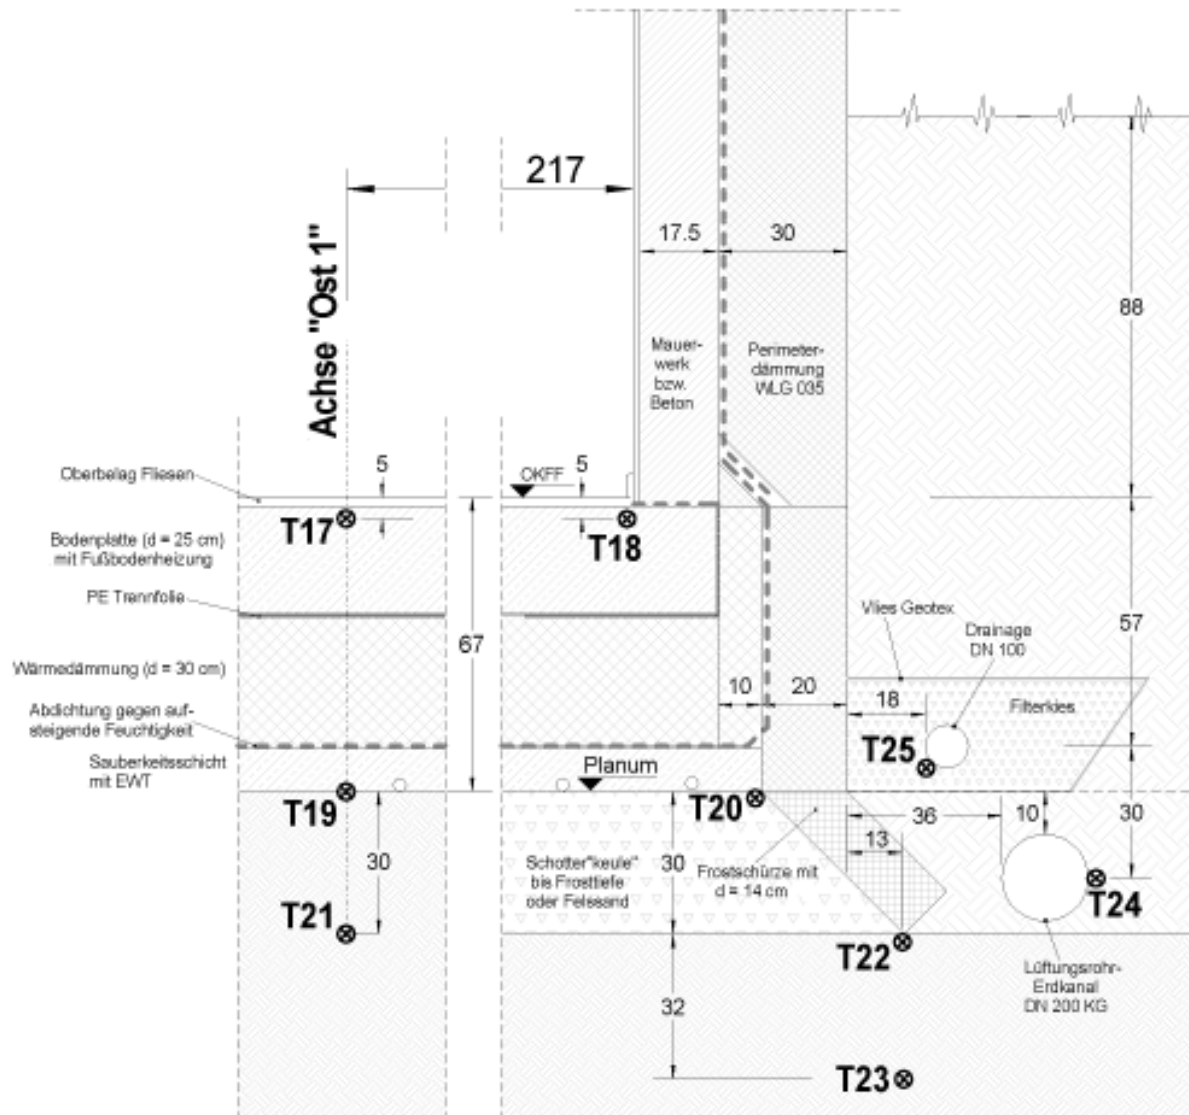 217
Achse "Ost 1"
17.5
30
88
Mauer-
werk
bzw.
Beton
Perimeter-
dämmung
WLG 035
Oberbelag Fliesen
5
OKFF
5
T17
T18
Bodenplatte (d = 25 cm)
mit Fußbodenheizung
PE Trennfolie
Vlies Geotex
Drainage
DN 100
57
67
Wärmedämmung (d = 30 cm)
10
20
18
Filterkies
Abdichtung gegen auf-
steigende Feuchtigkeit
T25
Sauberkeitsschicht
mit EWT
Planum
T19
T20
36
10
30
13
30
30
Schotter"keule"
bis Frosttiefe
oder Felssand
Frostschürze mit
d = 14 cm
T24
T21
T22
Lüftungsrohr-
Erdkanal
DN 200 KG
32
T23